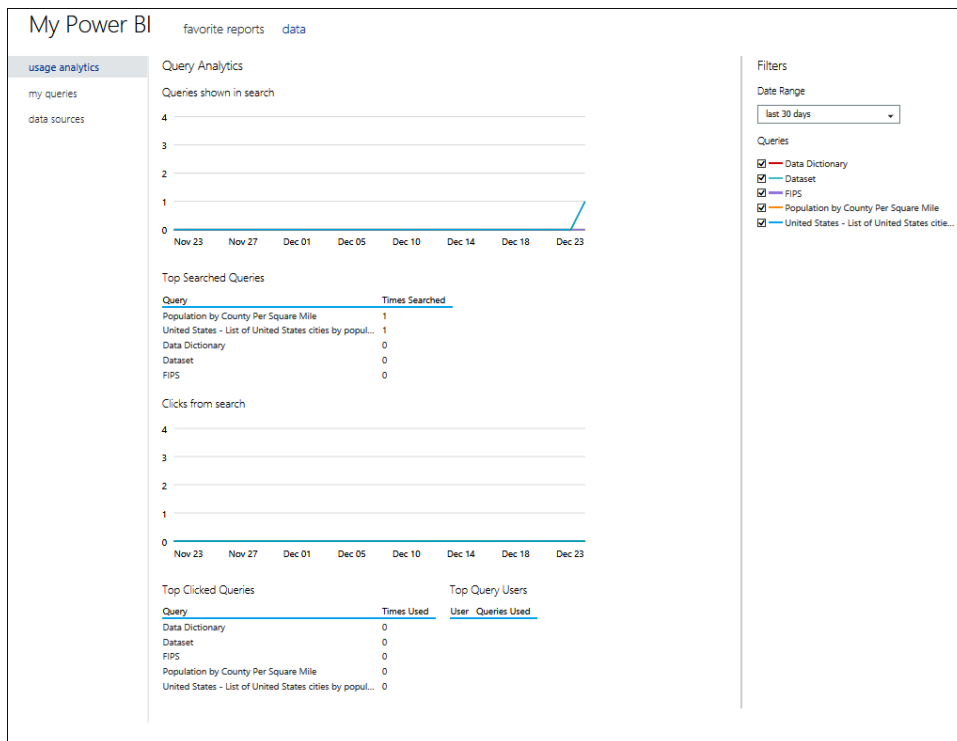 My Power BI favorite reports data
usage analytics
my queries
data sources
Query Analytics
Queries shown in search
4
3
2
1
0
Nov 23 Nov 27 Dec 01 Dec 05 Dec 10 Dec 14 Dec 18 Dec 23
Top Searched Queries
Query Times Searched
Population by County Per Square Mile 1
United States - List of United States cities by popul... 1
Data Dictionary 0
Dataset 0
FIPS 0
Clicks from search
4
3
2
1
0
Nov 23 Nov 27 Dec 01 Dec 05 Dec 10 Dec 14 Dec 18 Dec 23
Top Clicked Queries
Query Times Used
Data Dictionary 0
Dataset 0
FIPS 0
Population by County Per Square Mile 0
United States - List of United States cities by popul... 0
Top Query Users
User Queries Used
Filters
Date Range
last 30 days
Queries
Data Dictionary
Dataset
FIPS
Population by County Per Square Mile
United States - List of United States citie...